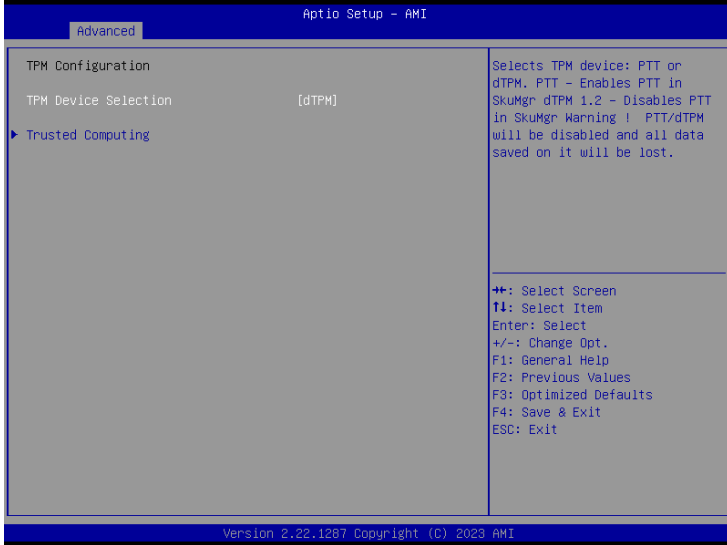 Aptio Setup - AMI
Advanced
TPM Configuration
TPM Device Selection [dTPM]
Trusted Computing
Selects TPM device: PTT or
dTPM. PTT - Enables PTT in
SkuMgr dTPM 1.2 - Disables PTT
in SkuMgr Warning ! PTT/dTPM
will be disabled and all data
saved on it will be lost.
→←: Select Screen
↑↓: Select Item
Enter: Select
+/-: Change Opt.
F1: General Help
F2: Previous Values
F3: Optimized Defaults
F4: Save & Exit
ESC: Exit
Version 2.22.1287 Copyright (C) 2023 AMI